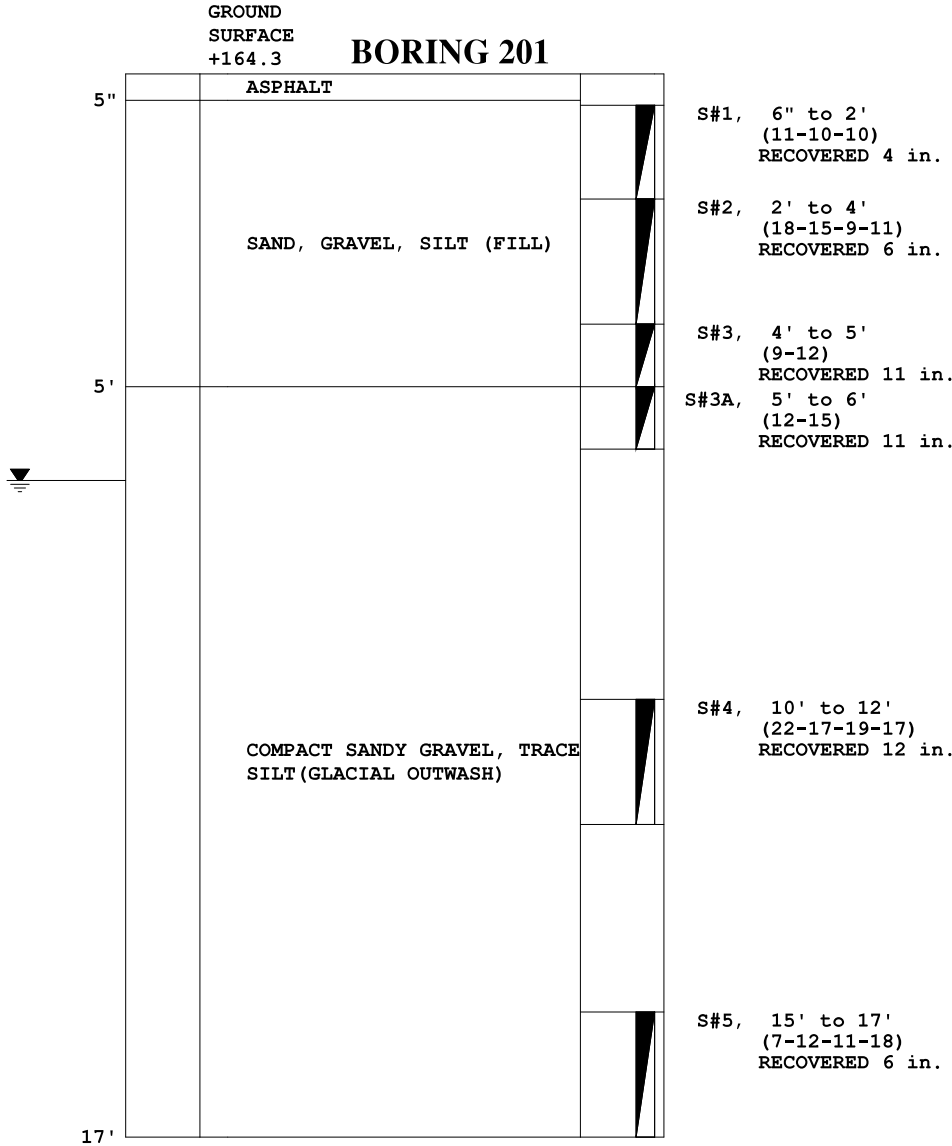 GROUND
SURFACE
+164.3
BORING 201
ASPHALT
5"
S#1, 6" to 2'
(11-10-10)
RECOVERED 4 in.
S#2, 2' to 4'
(18-15-9-11)
RECOVERED 6 in.
SAND, GRAVEL, SILT (FILL)
S#3, 4' to 5'
(9-12)
RECOVERED 11 in.
5'
S#3A, 5' to 6'
(12-15)
RECOVERED 11 in.
S#4, 10' to 12'
(22-17-19-17)
RECOVERED 12 in.
COMPACT SANDY GRAVEL, TRACE
SILT(GLACIAL OUTWASH)
S#5, 15' to 17'
(7-12-11-18)
RECOVERED 6 in.
17'